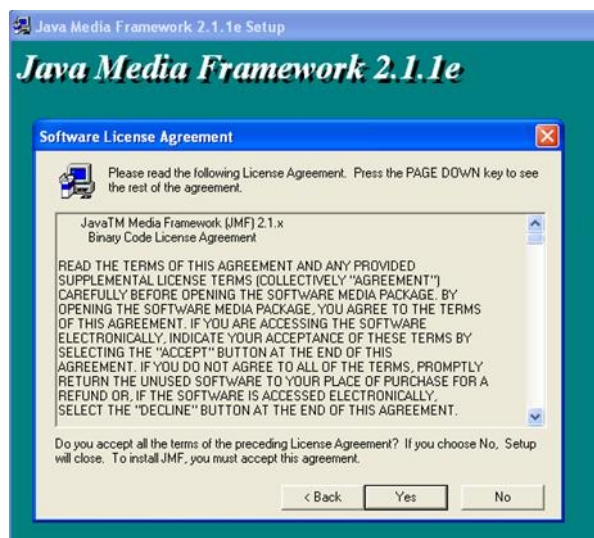 Java Media Framework 2.1.1e Setup
Java Media Framework 2.1.1e
Software License Agreement
Please read the following License Agreement. Press the PAGE DOWN key to see
the rest of the agreement.
JavaTM Media Framework (JMF) 2.1.x
Binary Code License Agreement
READ THE TERMS OF THIS AGREEMENT AND ANY PROVIDED
SUPPLEMENTAL LICENSE TERMS (COLLECTIVELY "AGREEMENT")
CAREFULLY BEFORE OPENING THE SOFTWARE MEDIA PACKAGE. BY
OPENING THE SOFTWARE MEDIA PACKAGE, YOU AGREE TO THE TERMS
OF THIS AGREEMENT. IF YOU ARE ACCESSING THE SOFTWARE
ELECTRONICALLY, INDICATE YOUR ACCEPTANCE OF THESE TERMS BY
SELECTING THE "ACCEPT" BUTTON AT THE END OF THIS
AGREEMENT. IF YOU DO NOT AGREE TO ALL OF THE TERMS, PROMPTLY
RETURN THE UNUSED SOFTWARE TO YOUR PLACE OF PURCHASE FOR A
REFUND OR, IF THE SOFTWARE IS ACCESSED ELECTRONICALLY,
SELECT THE "DECLINE" BUTTON AT THE END OF THIS AGREEMENT.
Do you accept all the terms of the preceding License Agreement? If you choose No, Setup
will close. To install JMF, you must accept this agreement.
< Back Yes No